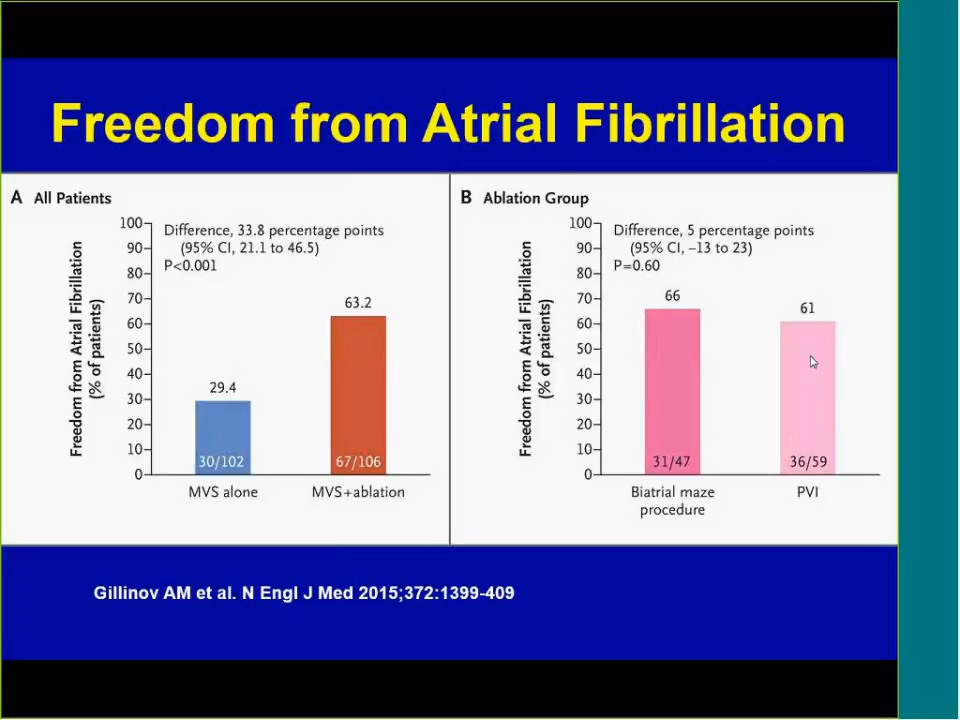 Freedom from Atrial Fibrillation
A All Patients
Freedom from Atrial Fibrillation
(% of patients)
100
90
80
70
60
50
40
30
20
10
0
Difference, 33.8 percentage points
(95% CI, 21.1 to 46.5)
P<0.001
29.4
63.2
30/102
67/106
MVS alone
MVS+ablation
B Ablation Group
Freedom from Atrial Fibrillation
(% of patients)
100
90
80
70
60
50
40
30
20
10
0
Difference, 5 percentage points
(95% CI, –13 to 23)
P=0.60
66
61
31/47
36/59
Biatrial maze
procedure
PVI
Gillinov AM et al. N Engl J Med 2015;372:1399-409